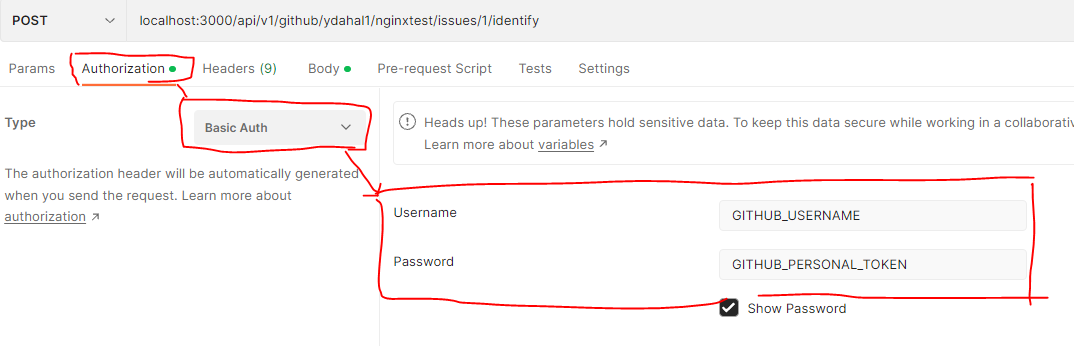 POST localhost:3000/api/v1/github/ydahal1/nginxtest/issues/1/identify
Params Authorization Headers (9) Body Pre-request Script Tests Settings
Type Basic Auth
The authorization header will be automatically generated
when you send the request. Learn more about
authorization ↗
Heads up! These parameters hold sensitive data. To keep this data secure while working in a collaborativ
Learn more about variables ↗
Username GITHUB_USERNAME
Password GITHUB_PERSONAL_TOKEN
Show Password